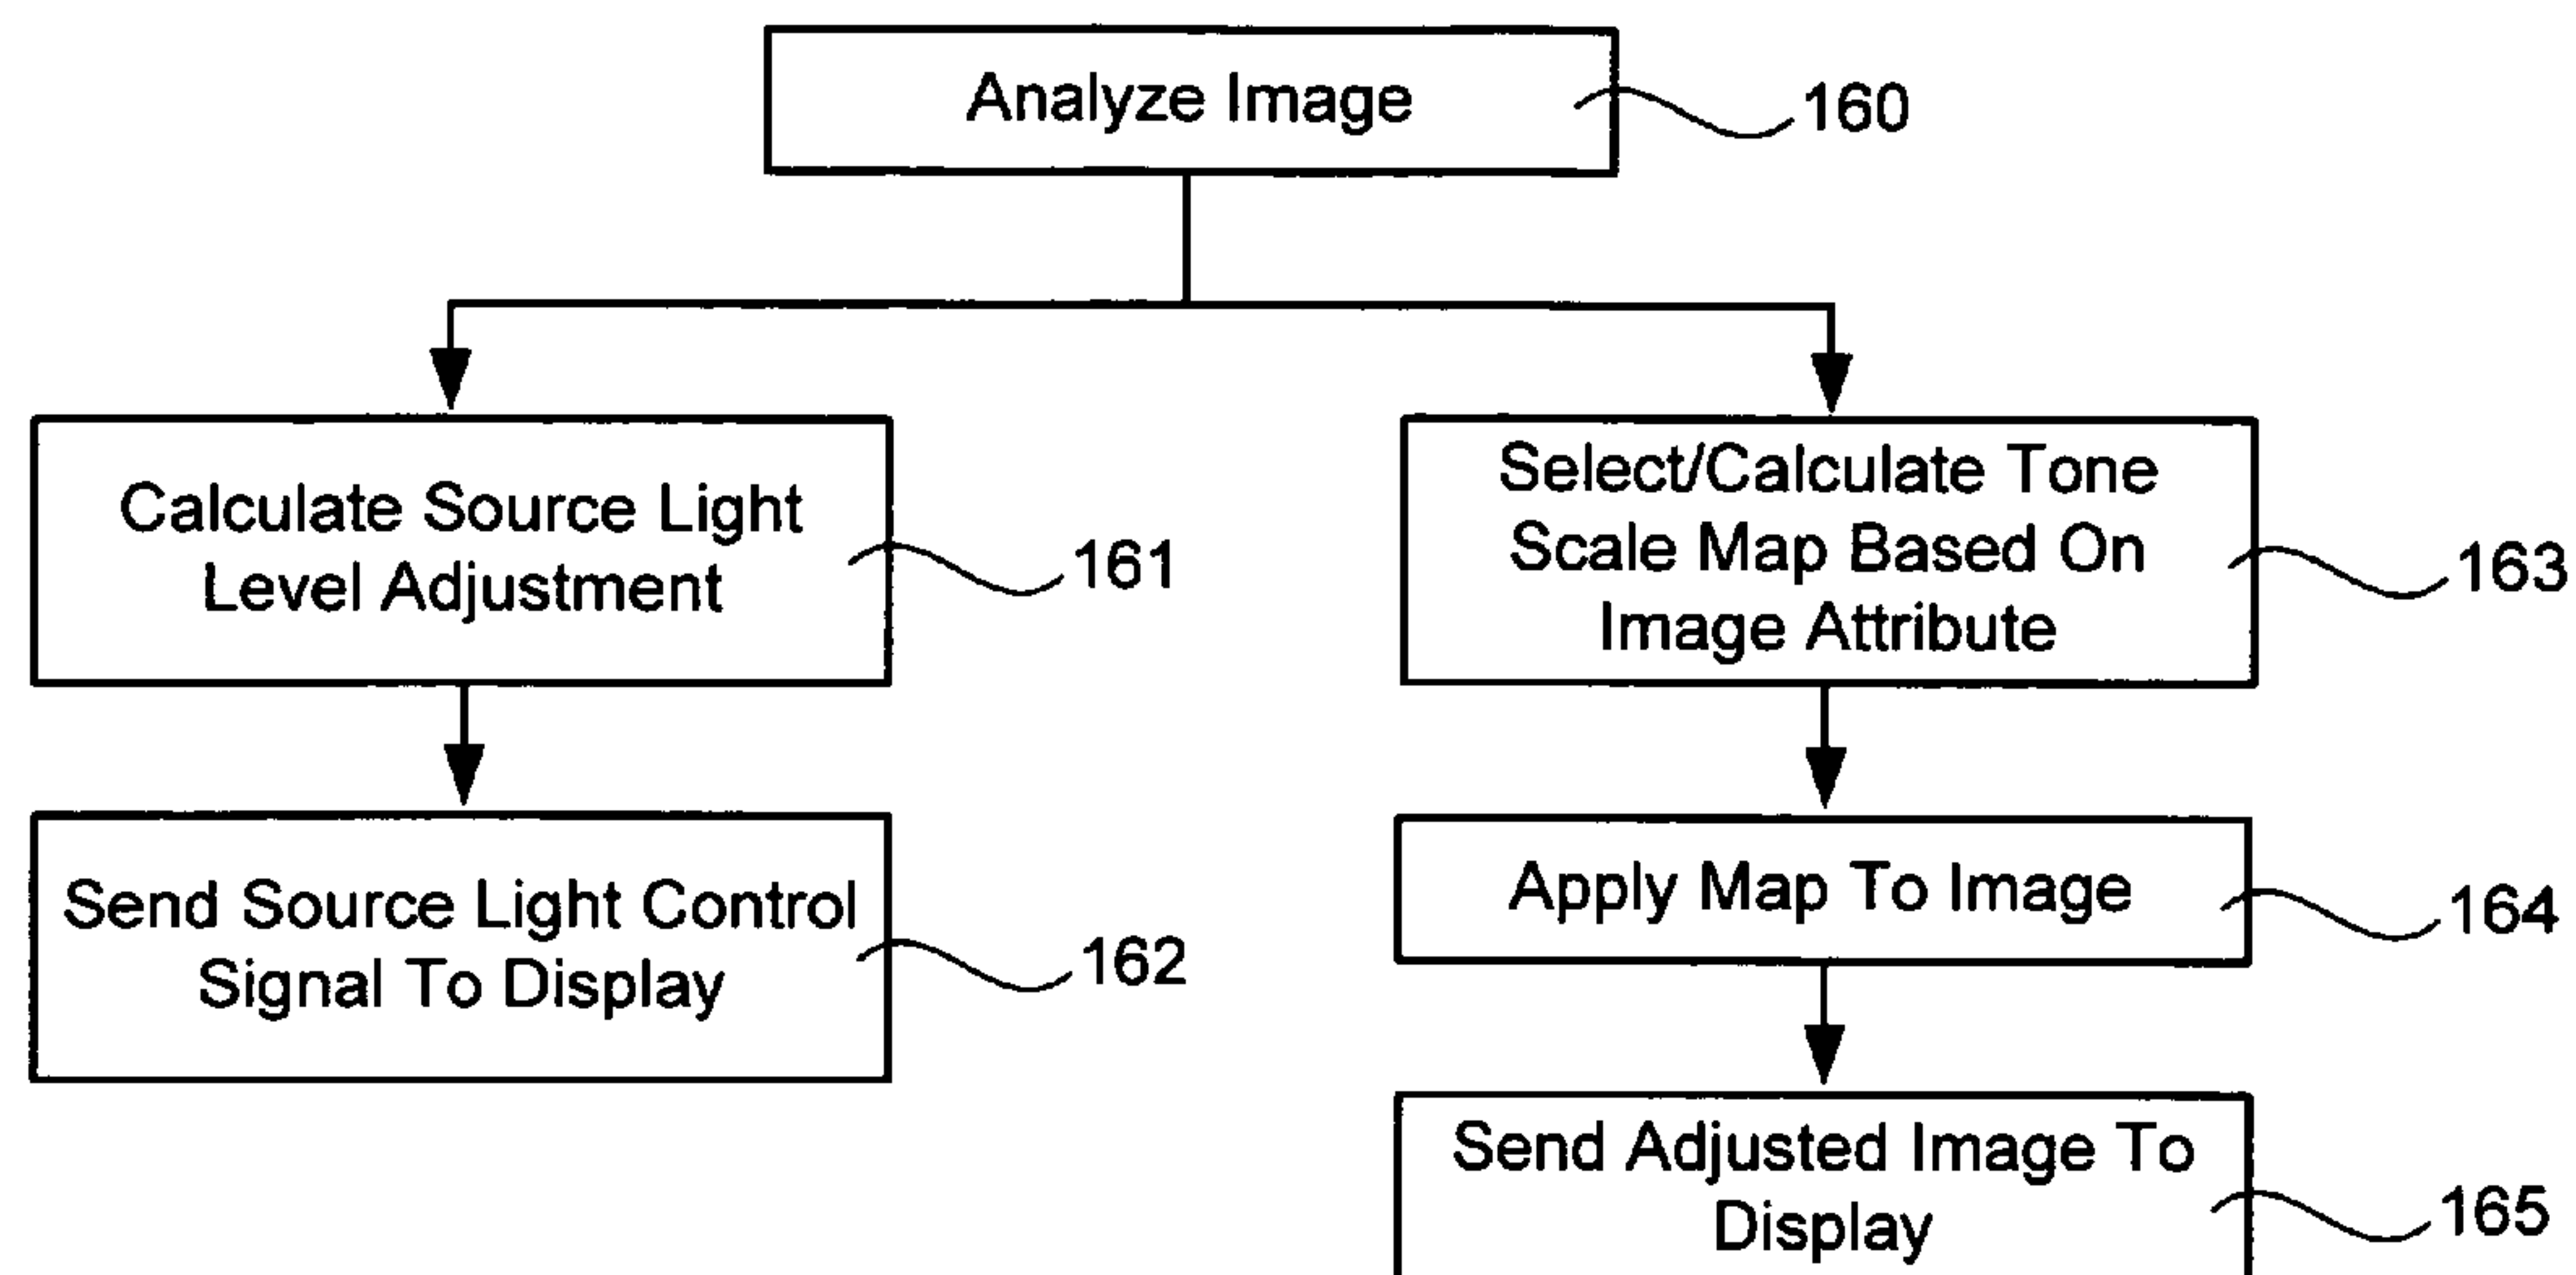 Analyze Image
160
Calculate Source Light
Level Adjustment
161
Select/Calculate Tone
Scale Map Based On
Image Attribute
163
Send Source Light Control
Signal To Display
162
Apply Map To Image
164
Send Adjusted Image To
Display
165